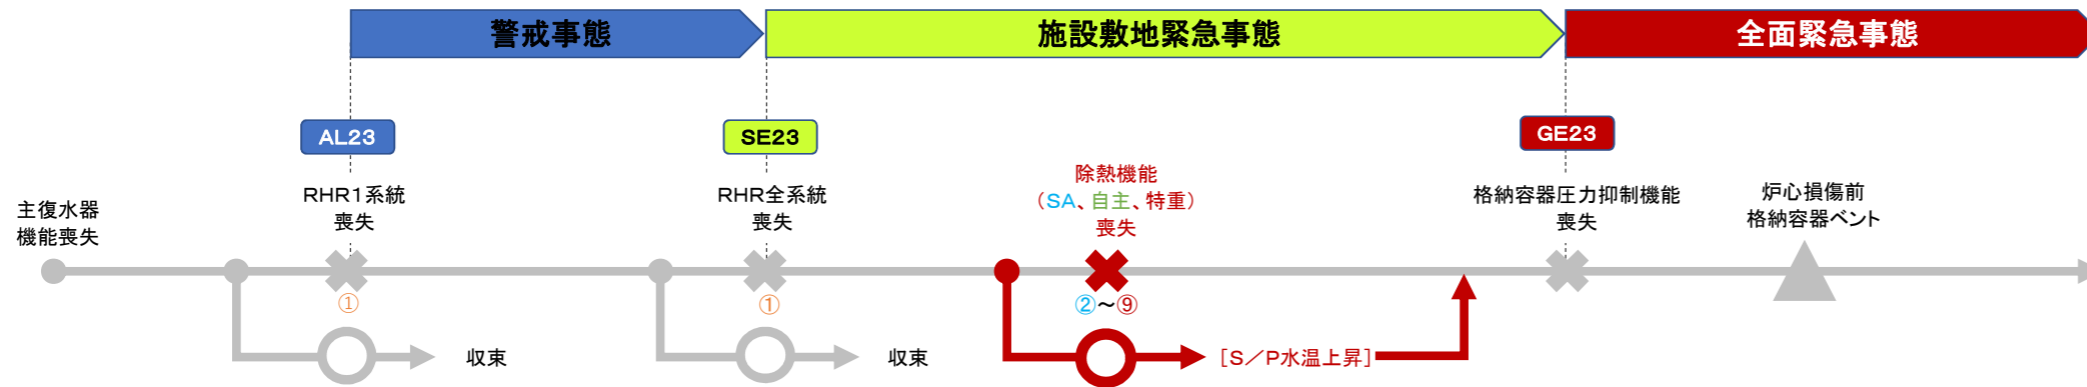 警戒事態
施設敷地緊急事態
全面緊急事態
AL23
SE23
GE23
主復水器
機能喪失
RHR1系統
喪失
RHR全系統
喪失
除熱機能
(SA、自主、特重)
喪失
格納容器圧力抑制機能
喪失
炉心損傷前
格納容器ベント
①
①
②~⑨
収束
収束
[S/P水温上昇]